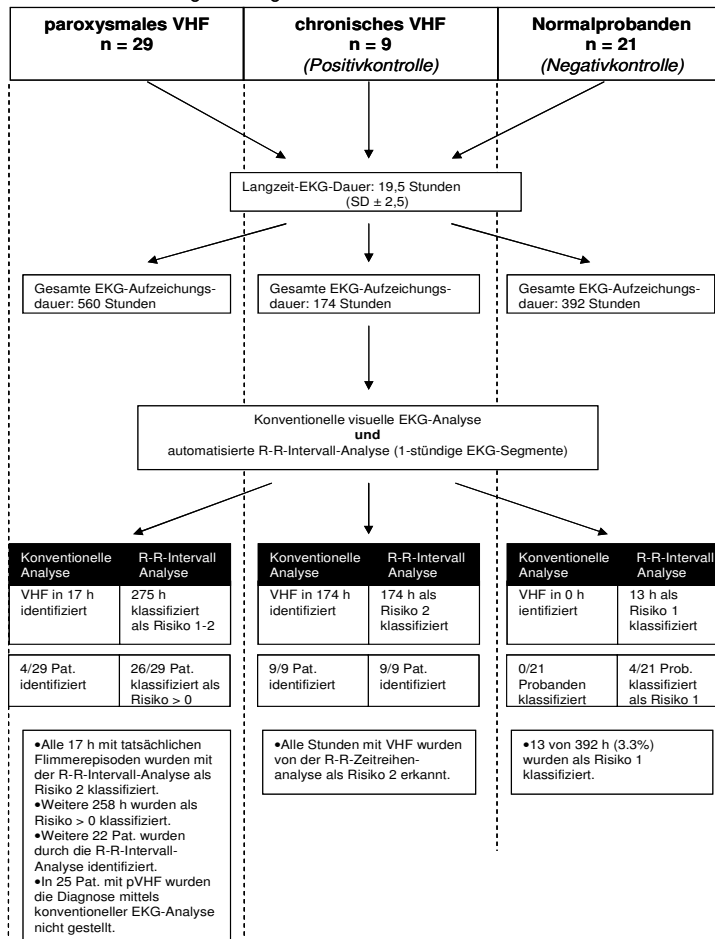 paroxysmales VHF
n = 29
chronisches VHF
n = 9
(Positivkontrolle)
Normalprobanden
n = 21
(Negativkontrolle)
Langzeit-EKG-Dauer: 19,5 Stunden
(SD ± 2,5)
Gesamte EKG-Aufzeichungs-
dauer: 560 Stunden
Gesamte EKG-Aufzeichungs-
dauer: 174 Stunden
Gesamte EKG-Aufzeichungs-
dauer: 392 Stunden
Konventionelle visuelle EKG-Analyse
und
automatisierte R-R-Intervall-Analyse (1-stündige EKG-Segmente)
Konventionelle
Analyse
R-R-Intervall
Analyse
VHF in 17 h
identifiziert
275 h
klassifiziert
als Risiko 1-2
4/29 Pat.
identifiziert
26/29 Pat.
klassifiziert als
Risiko > 0
Konventionelle
Analyse
R-R-Intervall
Analyse
VHF in 174 h
identifiziert
174 h als
Risiko 2
klassifiziert
9/9 Pat.
identifiziert
9/9 Pat.
identifiziert
Konventionelle
Analyse
R-R-Intervall
Analyse
VHF in 0 h
ientifiziert
13 h als
Risiko 1
klassifiziert
0/21
Probanden
klassifiziert
4/21 Prob.
klassifiziert
als Risiko 1
•Alle 17 h mit tatsächlichen
Flimmerepisoden wurden mit
der R-R-Intervall-Analyse als
Risiko 2 klassifiziert.
•Weitere 258 h wurden als
Risiko > 0 klassifiziert.
•Weitere 22 Pat. wurden
durch die R-R-Intervall-
Analyse identifiziert.
•In 25 Pat. mit pVHF wurden
die Diagnose mittels
konventioneller EKG-Analyse
nicht gestellt.
•Alle Stunden mit VHF wurden
von der R-R-Zeitreihen-
analyse als Risiko 2 erkannt.
•13 von 392 h (3.3%)
wurden als Risiko 1
klassifiziert.